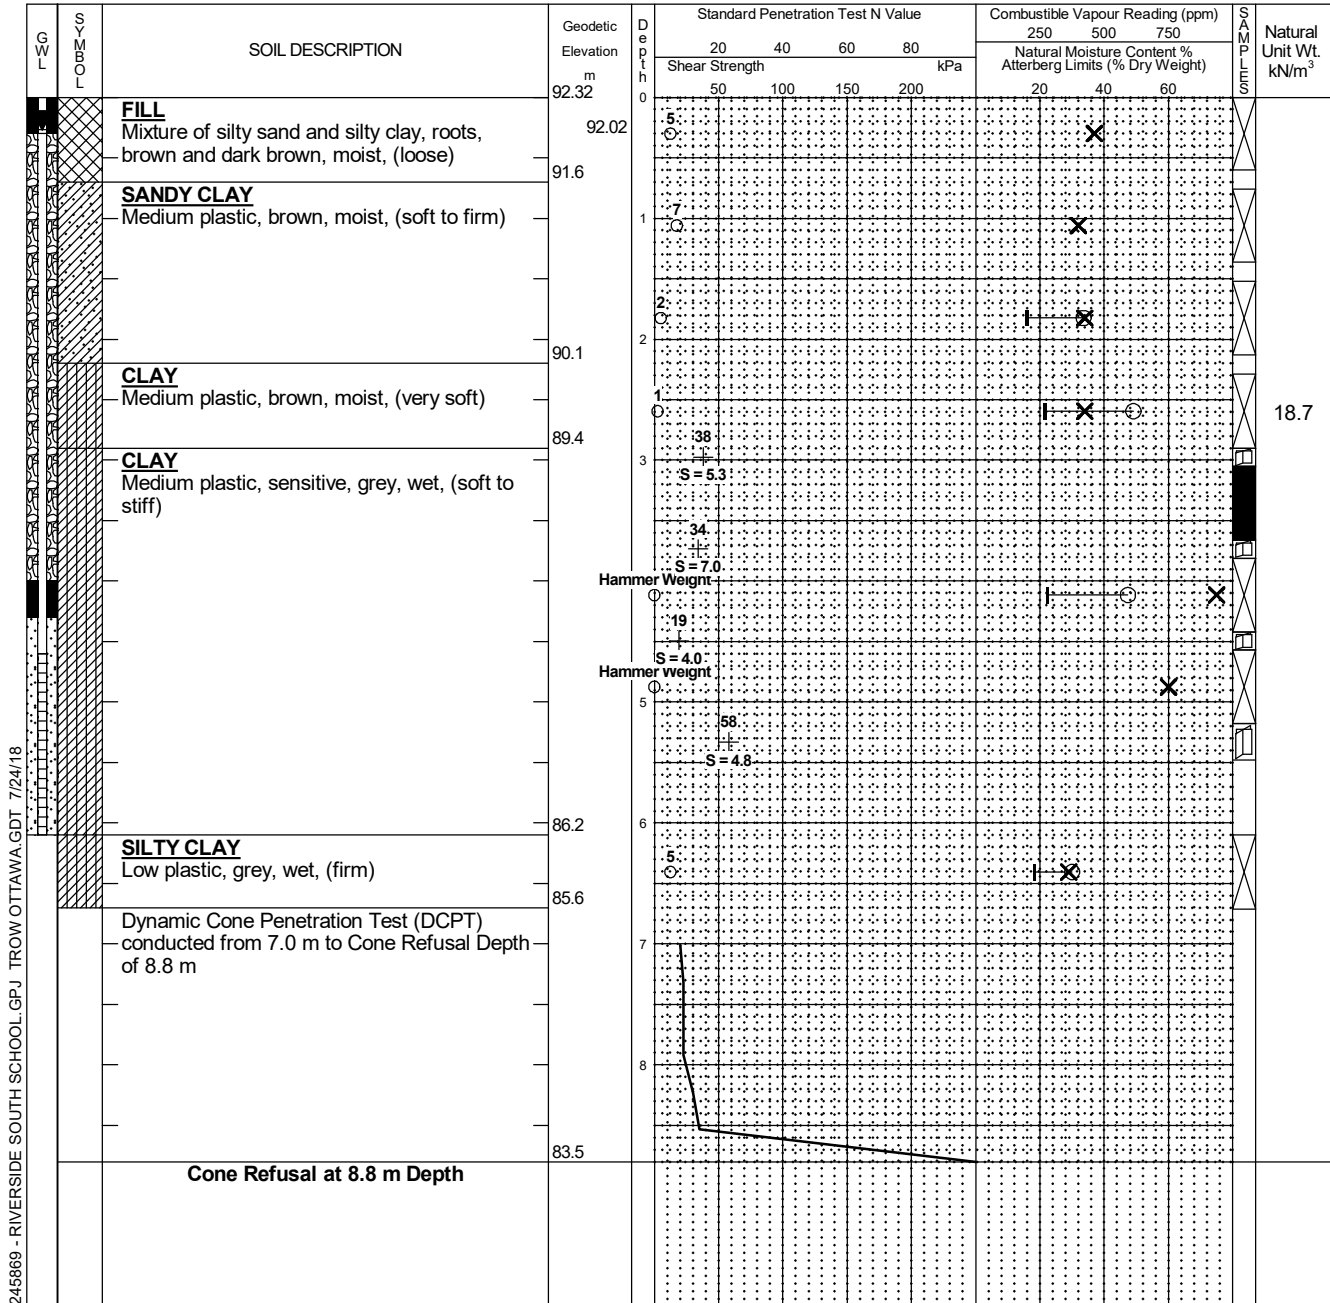 GWL
SYMBOL
SOIL DESCRIPTION
Geodetic
Elevation
m
92.32
Depth
Standard Penetration Test N Value
20 40 60 80
Shear Strength kPa
50 100 150 200
Combustible Vapour Reading (ppm)
250 500 750
Natural Moisture Content %
Atterberg Limits (% Dry Weight)
20 40 60
SAMPLES
Natural
Unit Wt.
kN/m³
0
FILL
92.02
5
Mixture of silty sand and silty clay, roots,
brown and dark brown, moist, (loose)
91.6
SANDY CLAY
Medium plastic, brown, moist, (soft to firm)
7
1
2
2
90.1
CLAY
Medium plastic, brown, moist, (very soft)
1
18.7
89.4
38
CLAY
3
S = 5.3
Medium plastic, sensitive, grey, wet, (soft to
stiff)
34
S = 7.0
Hammer Weight
19
S = 4.0
Hammer Weight
5
58
S = 4.8
86.2
6
SILTY CLAY
Low plastic, grey, wet, (firm)
5
85.6
Dynamic Cone Penetration Test (DCPT)
conducted from 7.0 m to Cone Refusal Depth
of 8.8 m
7
8
83.5
Cone Refusal at 8.8 m Depth
245869 - RIVERSIDE SOUTH SCHOOL.GPJ TROW OTTAWA.GDT 7/24/18